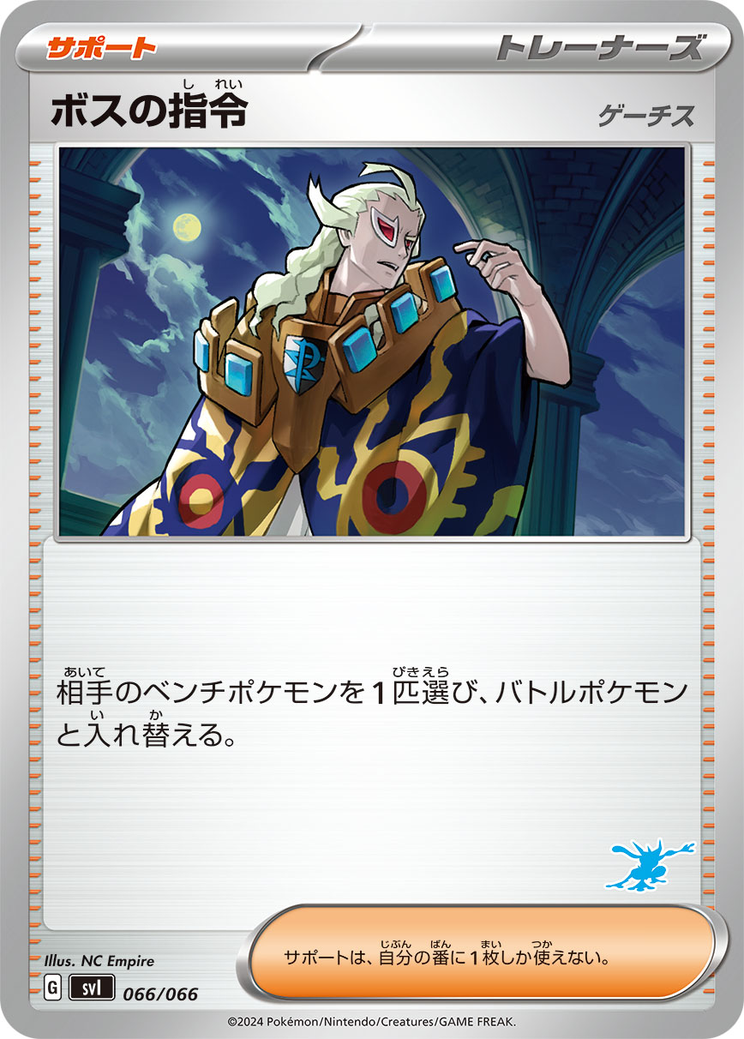 サポート
トレーナーズ
し れい
ボスの指令
ゲーチス
あいて ぴきえら
相手のベンチポケモンを1匹選び、バトルポケモン
い か
と入れ替える。
じぶん ばん まい つか
サポートは、自分の番に1枚しか使えない。
Illus. NC Empire
G svI 066/066
©2024 Pokémon/Nintendo/Creatures/GAME FREAK.